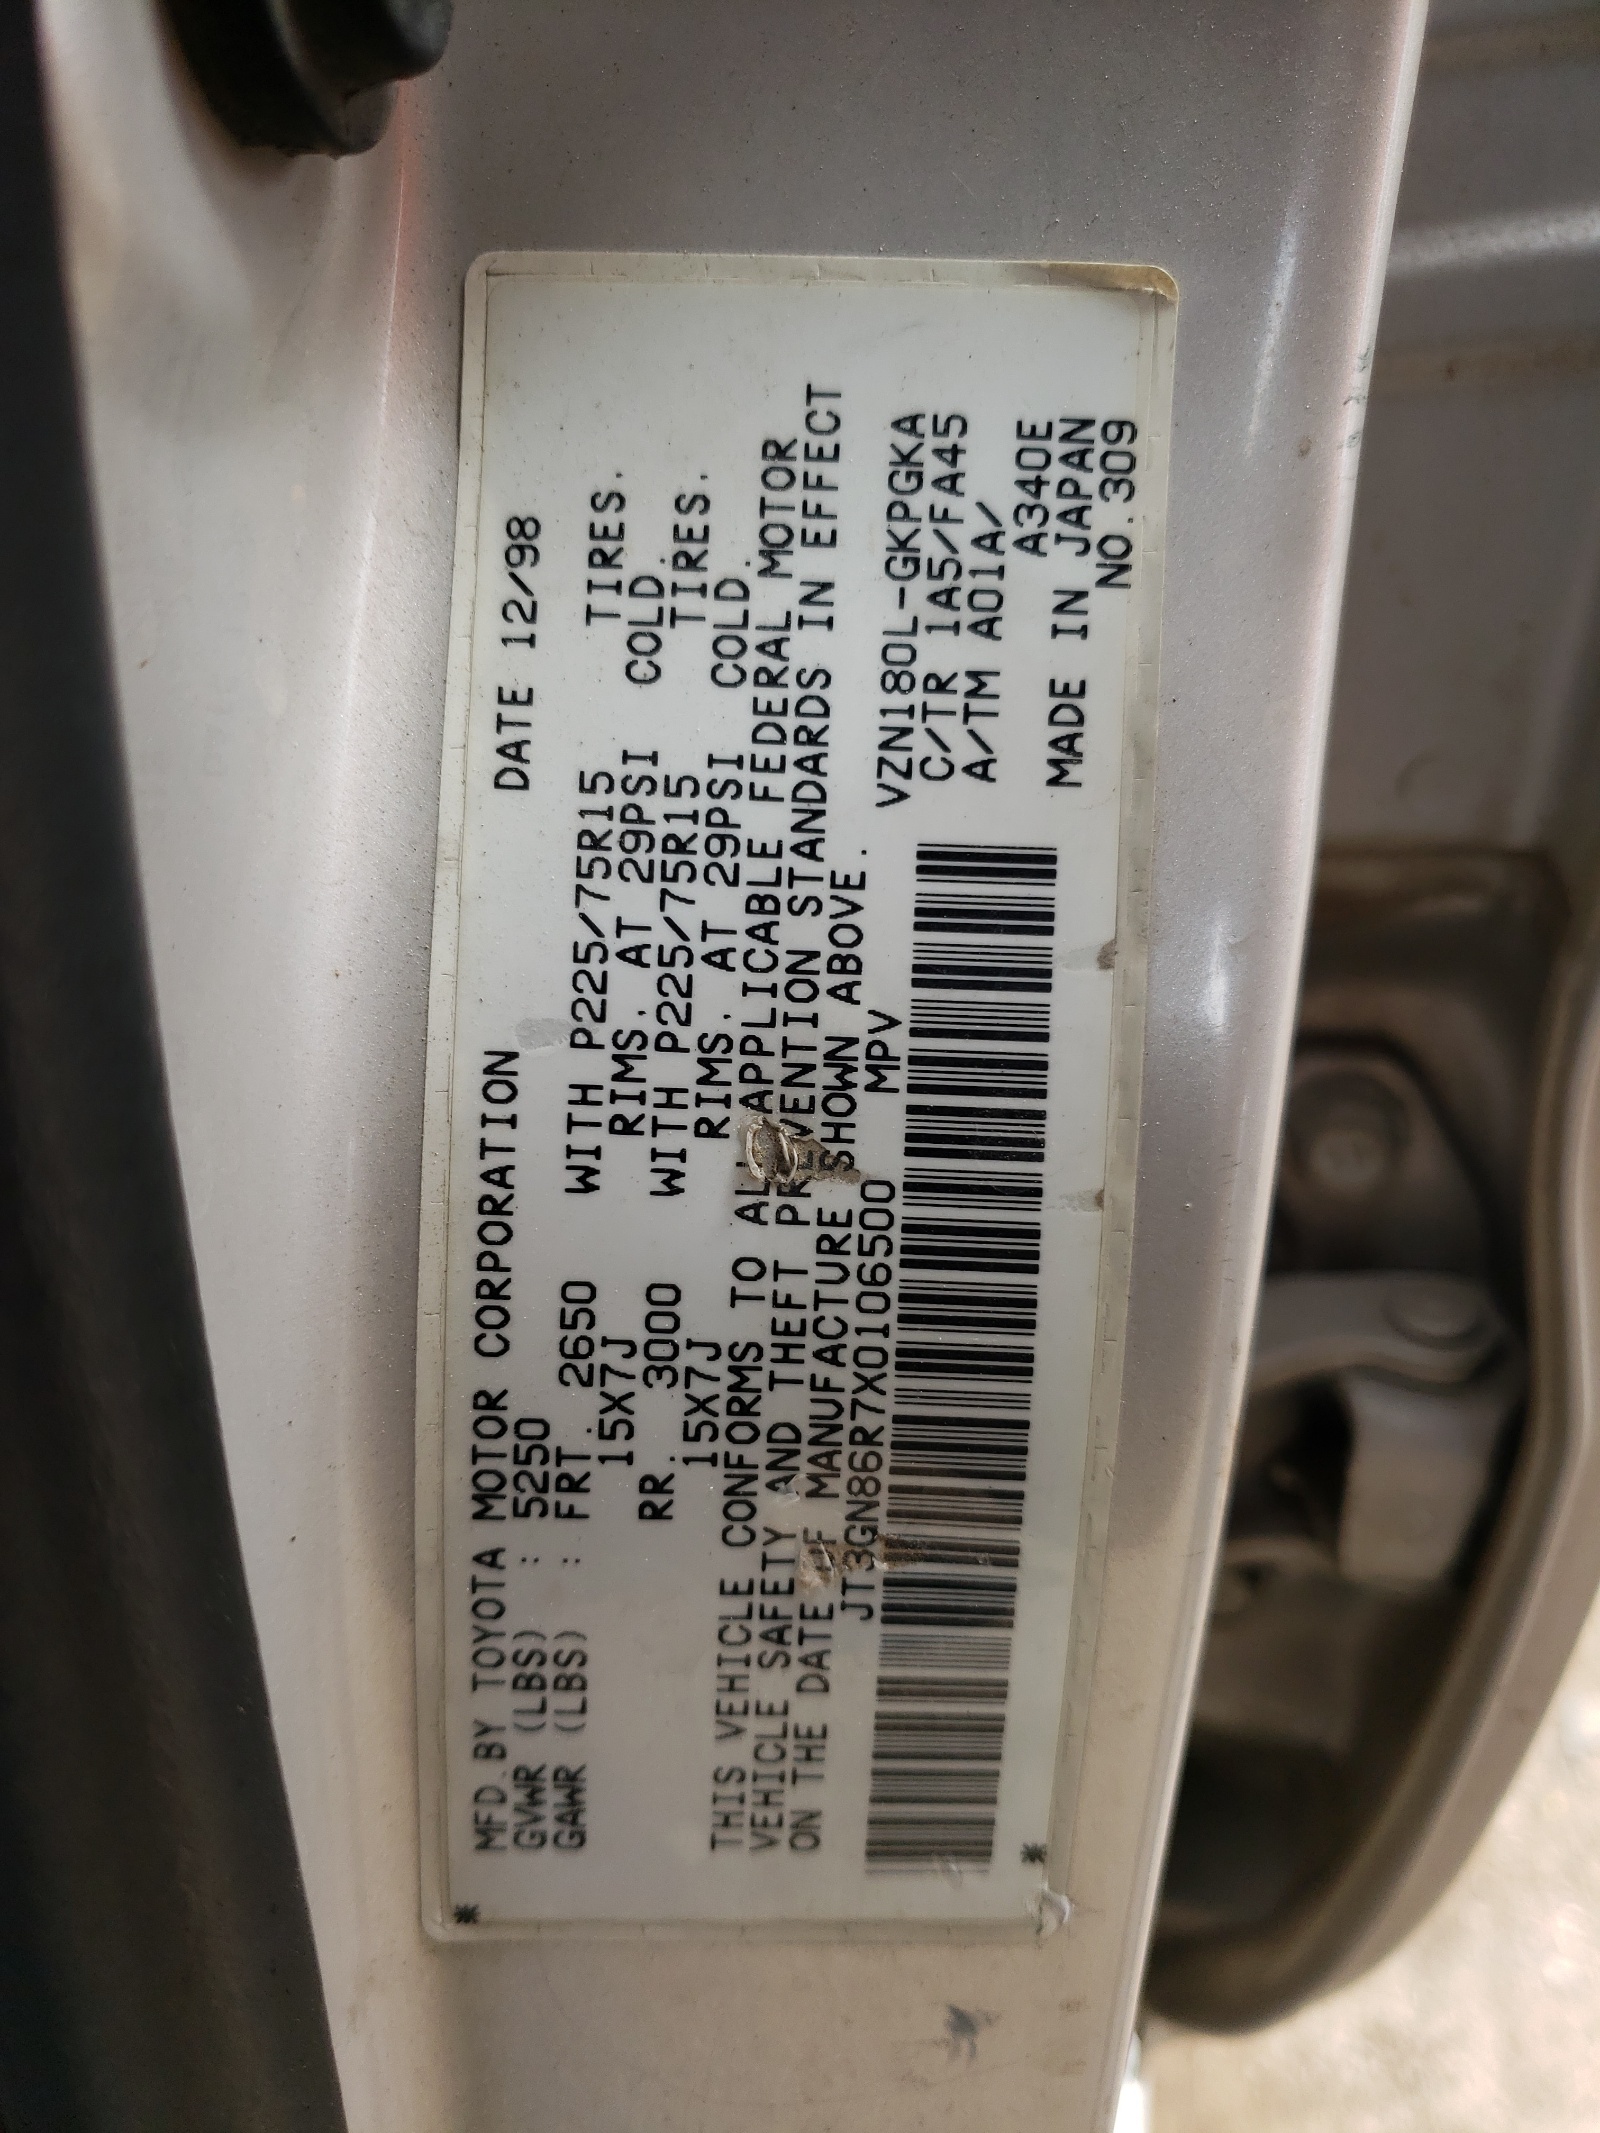 MFD.BY TOYOTA MOTOR CORPORATION DATE 12/98
GVWR (LBS) : 5250
GAWR (LBS) : FRT. 2650 WITH P225/75R15 TIRES.
15X7J RIMS. AT 29PSI COLD
RR. 3000 WITH P225/75R15 TIRES.
15X7J RIMS. AT 29PSI COLD.
THIS VEHICLE CONFORMS TO ALL APPLICABLE FEDERAL MOTOR
VEHICLE SAFETY AND THEFT PREVENTION STANDARDS IN EFFECT
ON THE DATE OF MANUFACTURE SHOWN ABOVE.
JT3GN86R7X0106500 MPV
VZN180L-GKPGKA
C/TR 1A5/FA45
A/TM A01A/
A340E
MADE IN JAPAN
NO.309